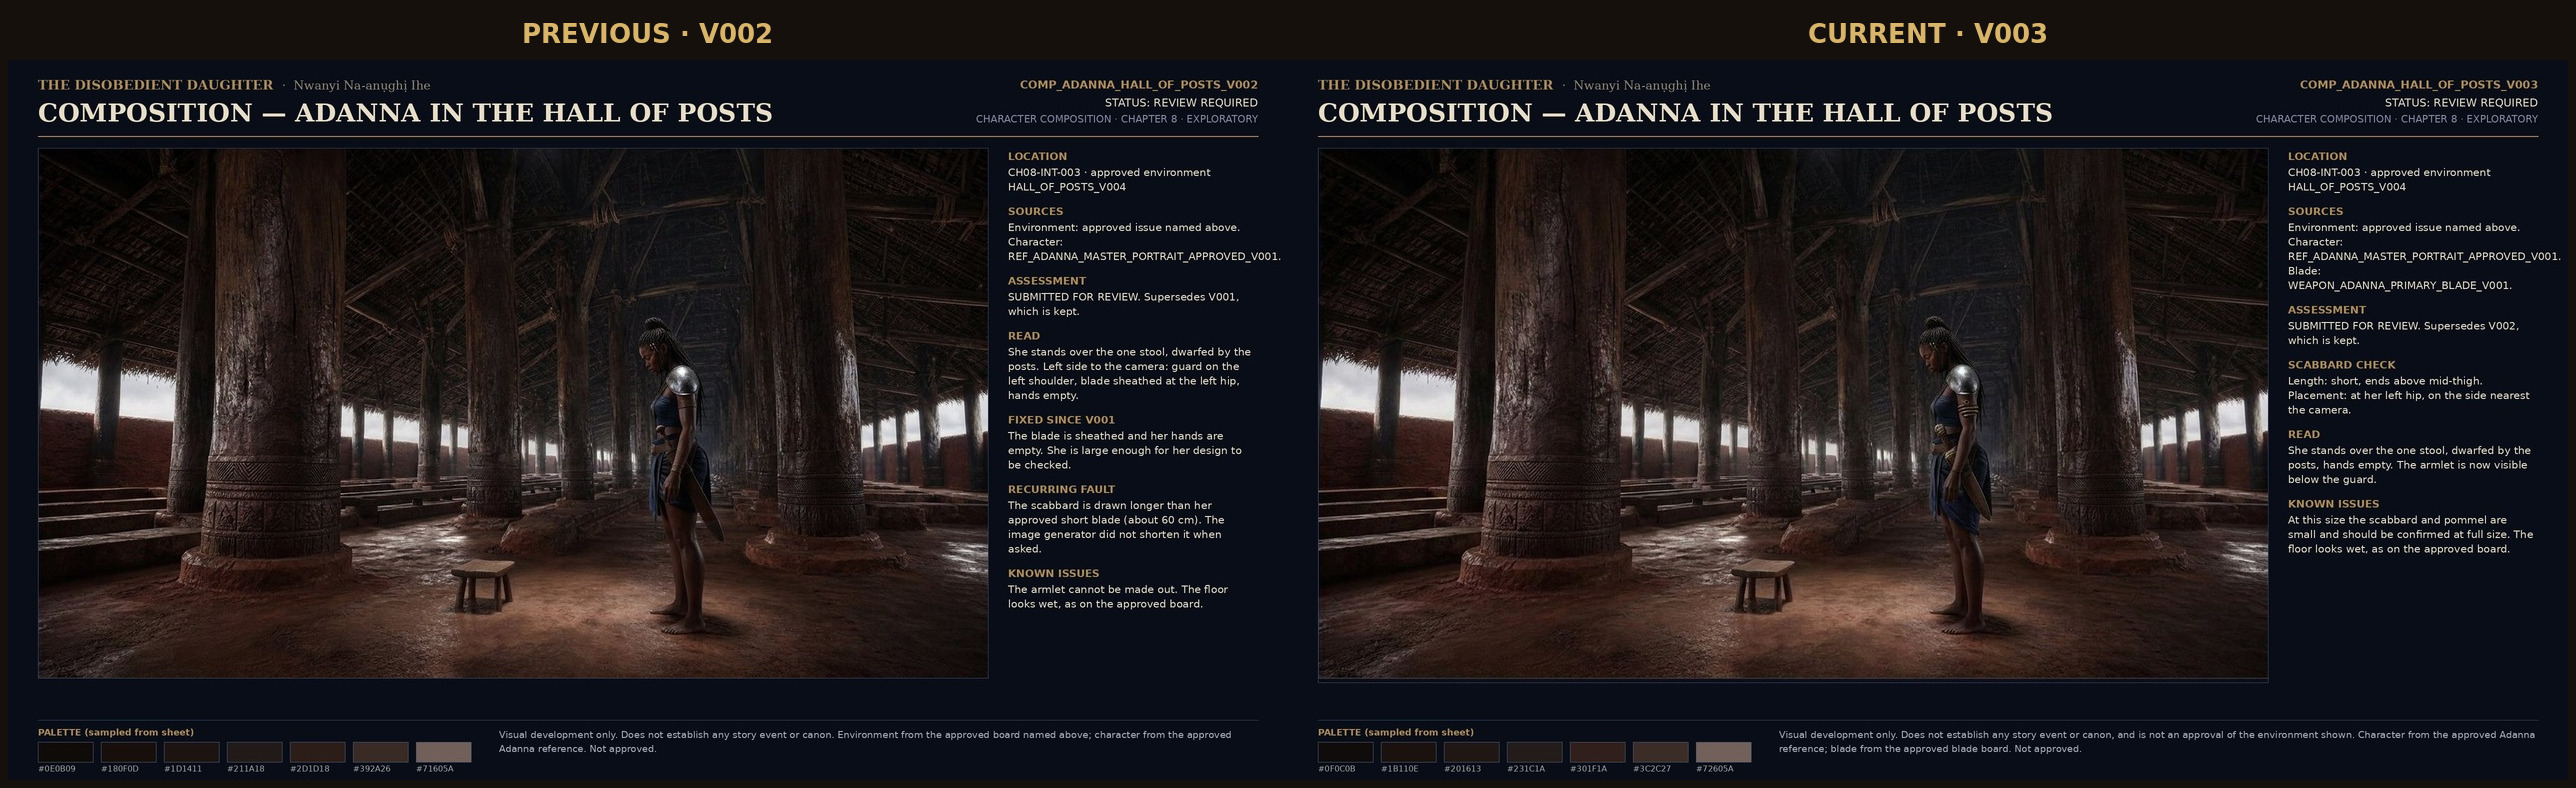 PREVIOUS · V002
THE DISOBEDIENT DAUGHTER · Nwanyi Na-anụghị Ihe
COMPOSITION — ADANNA IN THE HALL OF POSTS
COMP_ADANNA_HALL_OF_POSTS_V002
STATUS: REVIEW REQUIRED
CHARACTER COMPOSITION · CHAPTER 8 · EXPLORATORY
LOCATION
CH08-INT-003 · approved environment
HALL_OF_POSTS_V004
SOURCES
Environment: approved issue named above.
Character:
REF_ADANNA_MASTER_PORTRAIT_APPROVED_V001.
ASSESSMENT
SUBMITTED FOR REVIEW. Supersedes V001,
which is kept.
READ
She stands over the one stool, dwarfed by the
posts. Left side to the camera: guard on the
left shoulder, blade sheathed at the left hip,
hands empty.
FIXED SINCE V001
The blade is sheathed and her hands are
empty. She is large enough for her design to
be checked.
RECURRING FAULT
The scabbard is drawn longer than her
approved short blade (about 60 cm). The
image generator did not shorten it when
asked.
KNOWN ISSUES
The armlet cannot be made out. The floor
looks wet, as on the approved board.
PALETTE (sampled from sheet)
#0E0B09 #180F0D #1D1411 #211A18 #2D1D18 #392A26 #71605A
Visual development only. Does not establish any story event or canon. Environment from the approved board named above; character from the approved
Adanna reference. Not approved.
CURRENT · V003
THE DISOBEDIENT DAUGHTER · Nwanyi Na-anụghị Ihe
COMPOSITION — ADANNA IN THE HALL OF POSTS
COMP_ADANNA_HALL_OF_POSTS_V003
STATUS: REVIEW REQUIRED
CHARACTER COMPOSITION · CHAPTER 8 · EXPLORATORY
LOCATION
CH08-INT-003 · approved environment
HALL_OF_POSTS_V004
SOURCES
Environment: approved issue named above.
Character:
REF_ADANNA_MASTER_PORTRAIT_APPROVED_V001.
Blade:
WEAPON_ADANNA_PRIMARY_BLADE_V001.
ASSESSMENT
SUBMITTED FOR REVIEW. Supersedes V002,
which is kept.
SCABBARD CHECK
Length: short, ends above mid-thigh.
Placement: at her left hip, on the side nearest
the camera.
READ
She stands over the one stool, dwarfed by the
posts, hands empty. The armlet is now visible
below the guard.
KNOWN ISSUES
At this size the scabbard and pommel are
small and should be confirmed at full size. The
floor looks wet, as on the approved board.
PALETTE (sampled from sheet)
#0F0C0B #1B110E #201613 #231C1A #301F1A #3C2C27 #72605A
Visual development only. Does not establish any story event or canon, and is not an approval of the environment shown. Character from the approved Adanna
reference; blade from the approved blade board. Not approved.